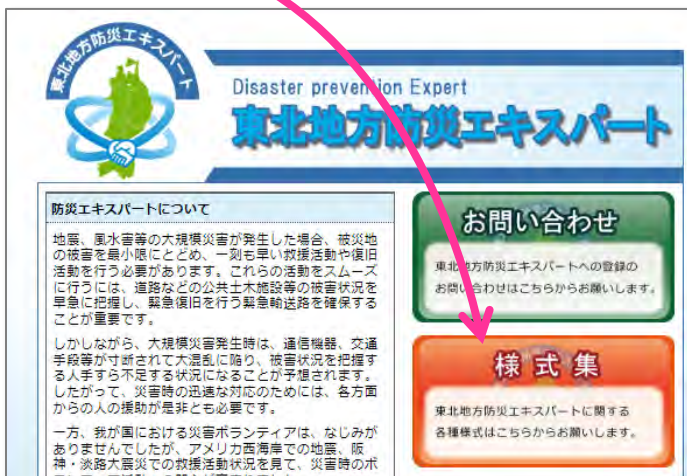 東北地方防災エキスパート
Disaster prevention Expert
東北地方防災エキスパート
防災エキスパートについて
地震、風水害等の大規模災害が発生した場合、被災地
の被害を最小限にとどめ、一刻も早い救援活動や復旧
活動を行う必要があります。これらの活動をスムーズ
に行うには、道路などの公共土木施設等の被害状況を
早急に把握し、緊急復旧を行う緊急輸送路を確保する
ことが重要です。
しかしながら、大規模災害発生時は、通信機器、交通
手段等が寸断されて大混乱に陥り、被害状況を把握す
る人手すら不足する状況になることが予想されます。
したがって、災害時の迅速な対応のためには、各方面
からの人の援助が是非とも必要です。
一方、我が国における災害ボランティアは、なじみが
ありませんでしたが、アメリカ西海岸での地震、阪
神・淡路大震災での救援活動状況を見て、災害時のボ
お問い合わせ
東北地方防災エキスパートへの登録の
お問い合わせはこちらからお願いします。
様式集
東北地方防災エキスパートに関する
各種様式はこちらからお願いします。